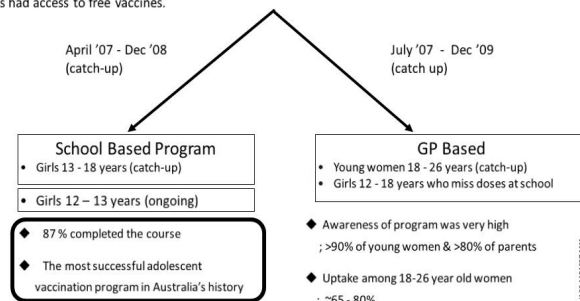 s had access to free vaccines.
April '07 - Dec '08
(catch-up)
July '07 - Dec '09
(catch up)
School Based Program
• Girls 13 - 18 years (catch-up)
• Girls 12 – 13 years (ongoing)
◆ 87 % completed the course
◆ The most successful adolescent
vaccination program in Australia's history
GP Based
• Young women 18 - 26 years (catch-up)
• Girls 12 - 18 years who miss doses at school
◆ Awareness of program was very high
; >90% of young women & >80% of parents
◆ Uptake among 18-26 year old women
; ~65 - 80%